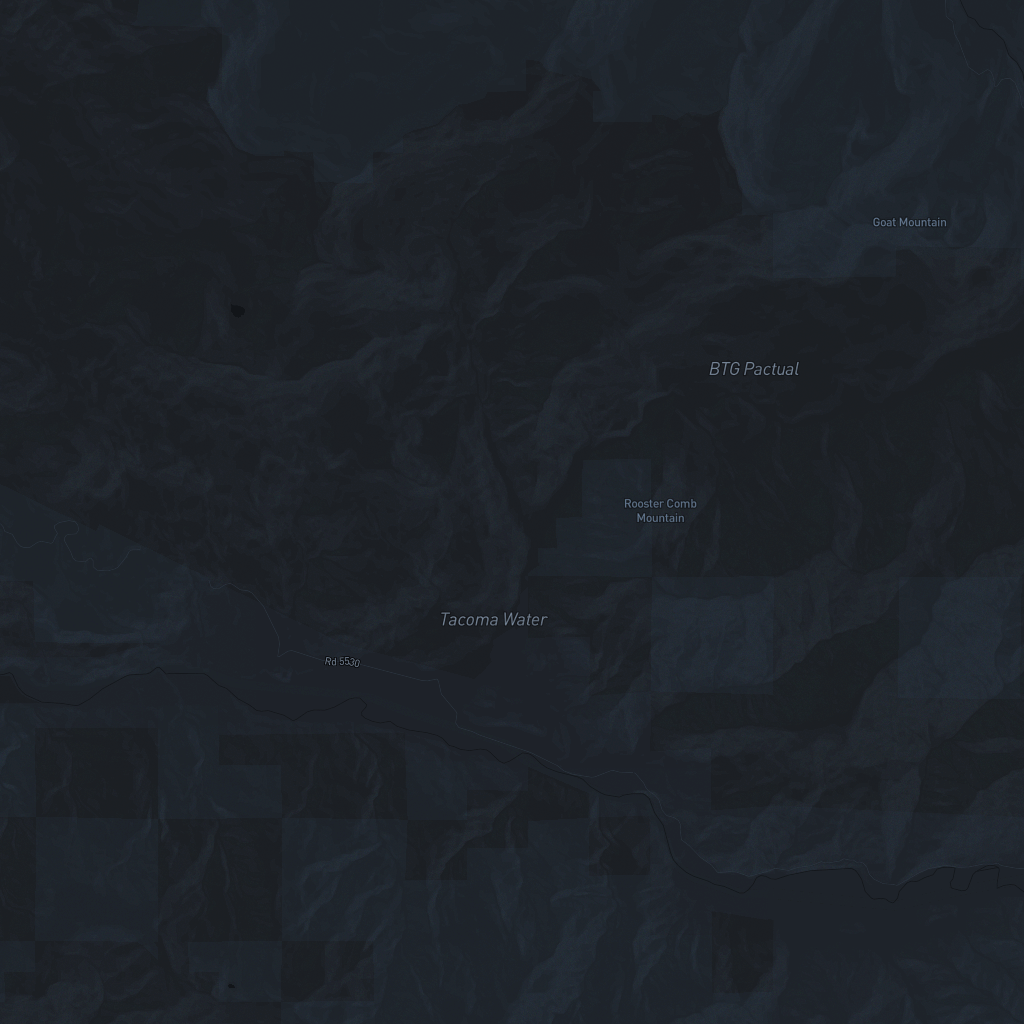 Goat Mountain
BTG Pactual
Rooster Comb
Mountain
Tacoma Water
Rd 5530